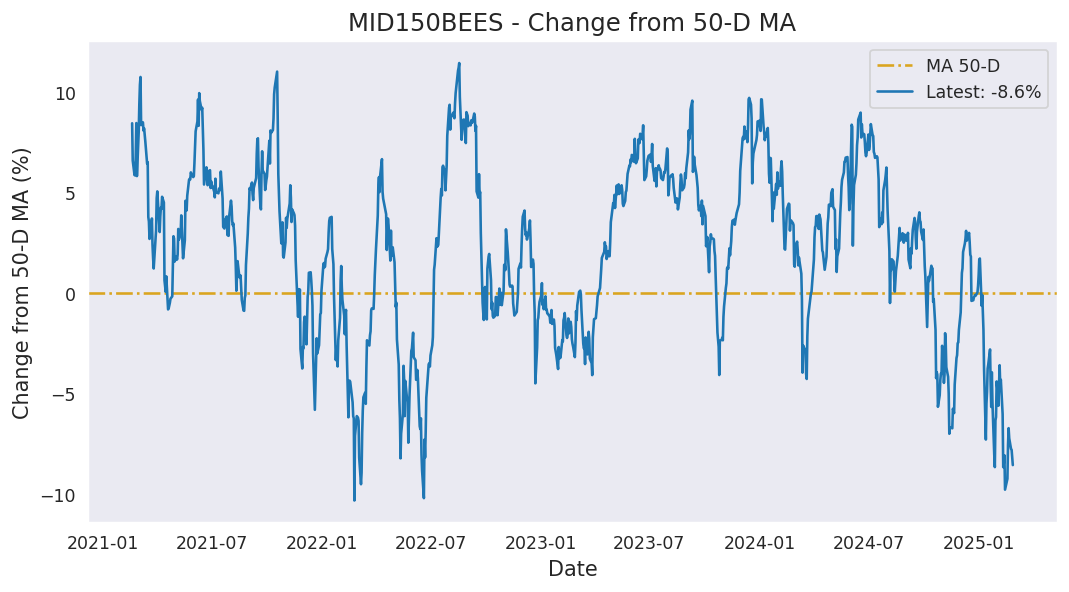 MID150BEES - Change from 50-D MA
MA 50-D
Latest: -8.6%
Change from 50-D MA (%)
10
5
0
−5
−10
2021-01 2021-07 2022-01 2022-07 2023-01 2023-07 2024-01 2024-07 2025-01
Date